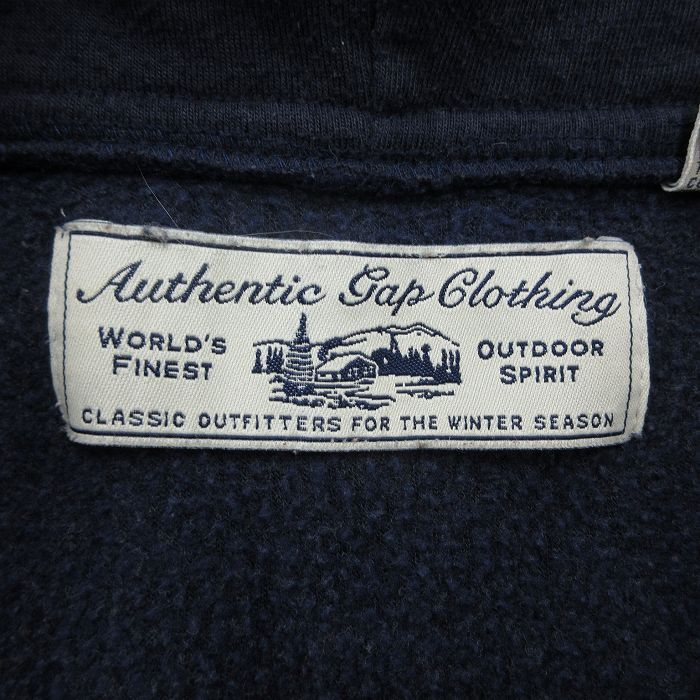 Authentic Gap Clothing
WORLD'S
FINEST
OUTDOOR
SPIRIT
CLASSIC OUTFITTERS FOR THE WINTER SEASON